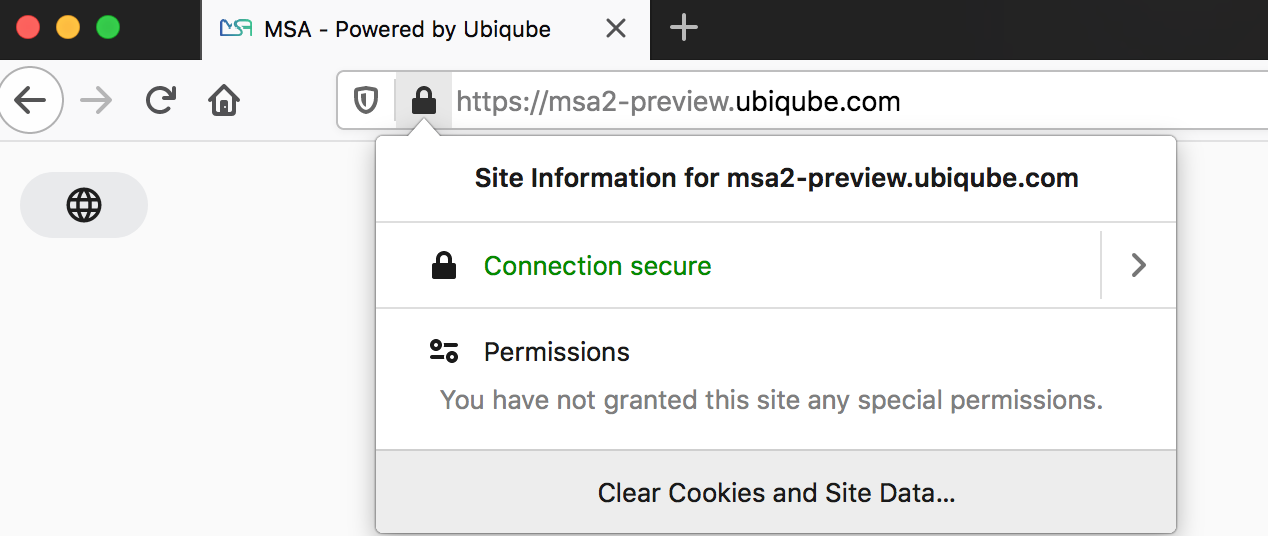 MSA - Powered by Ubiqube
https://msa2-preview.ubiqube.com
Site Information for msa2-preview.ubiqube.com
Connection secure
Permissions
You have not granted this site any special permissions.
Clear Cookies and Site Data...